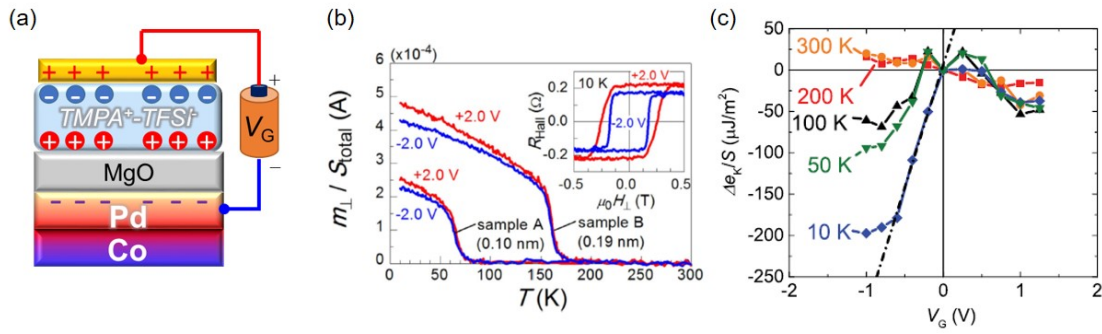 (a)
+
+ + + + + +
− − − − − −
TMPA⁺-TFSI⁻
+ + + + + +
V_G
−
MgO
− − − − − −
Pd
Co
(b)
(x10⁻⁴)
m⊥ / S_total (A)
6
5
4
3
2
1
0
+2.0 V
-2.0 V
+2.0 V
-2.0 V
sample A
(0.10 nm)
sample B
(0.19 nm)
0 50 100 150 200 250 300
T (K)
+2.0 V
10 K
-2.0 V
R_Hall (Ω)
0.2
0.0
-0.2
-0.5 0.0 0.5
μ₀H⊥ (T)
(c)
Δe_K/S (μJ/m²)
50
0
-50
-100
-150
-200
-250
300 K
200 K
100 K
50 K
10 K
-2 -1 0 1 2
V_G (V)